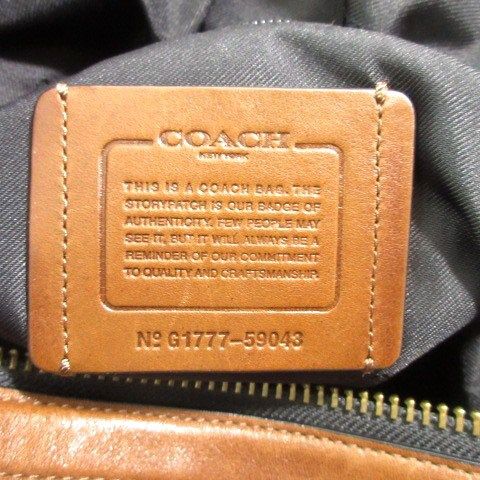 COACH
NEW YORK
THIS IS A COACH BAG. THE
STORYPATCH IS OUR BADGE OF
AUTHENTICITY. FEW PEOPLE MAY
SEE IT, BUT IT WILL ALWAYS BE A
REMINDER OF OUR COMMITMENT
TO QUALITY AND CRAFTSMANSHIP.
Nº G1777-59043